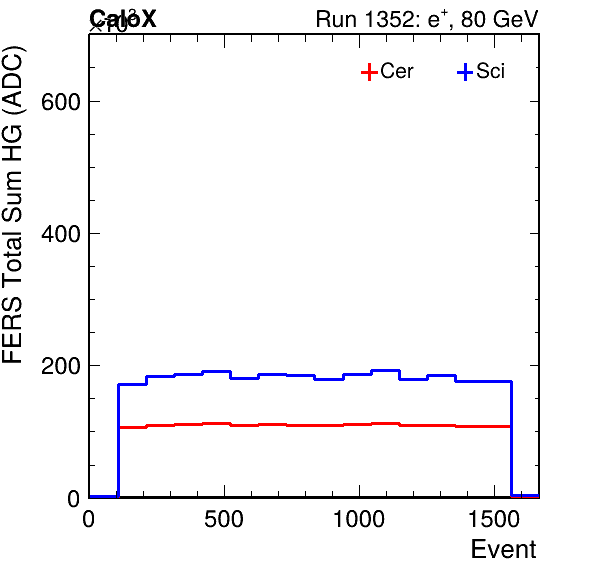 CaloX
×10³
Run 1352: e⁺, 80 GeV
FERS Total Sum HG (ADC)
Cer
Sci
600
400
200
0
0 500 1000 1500
Event